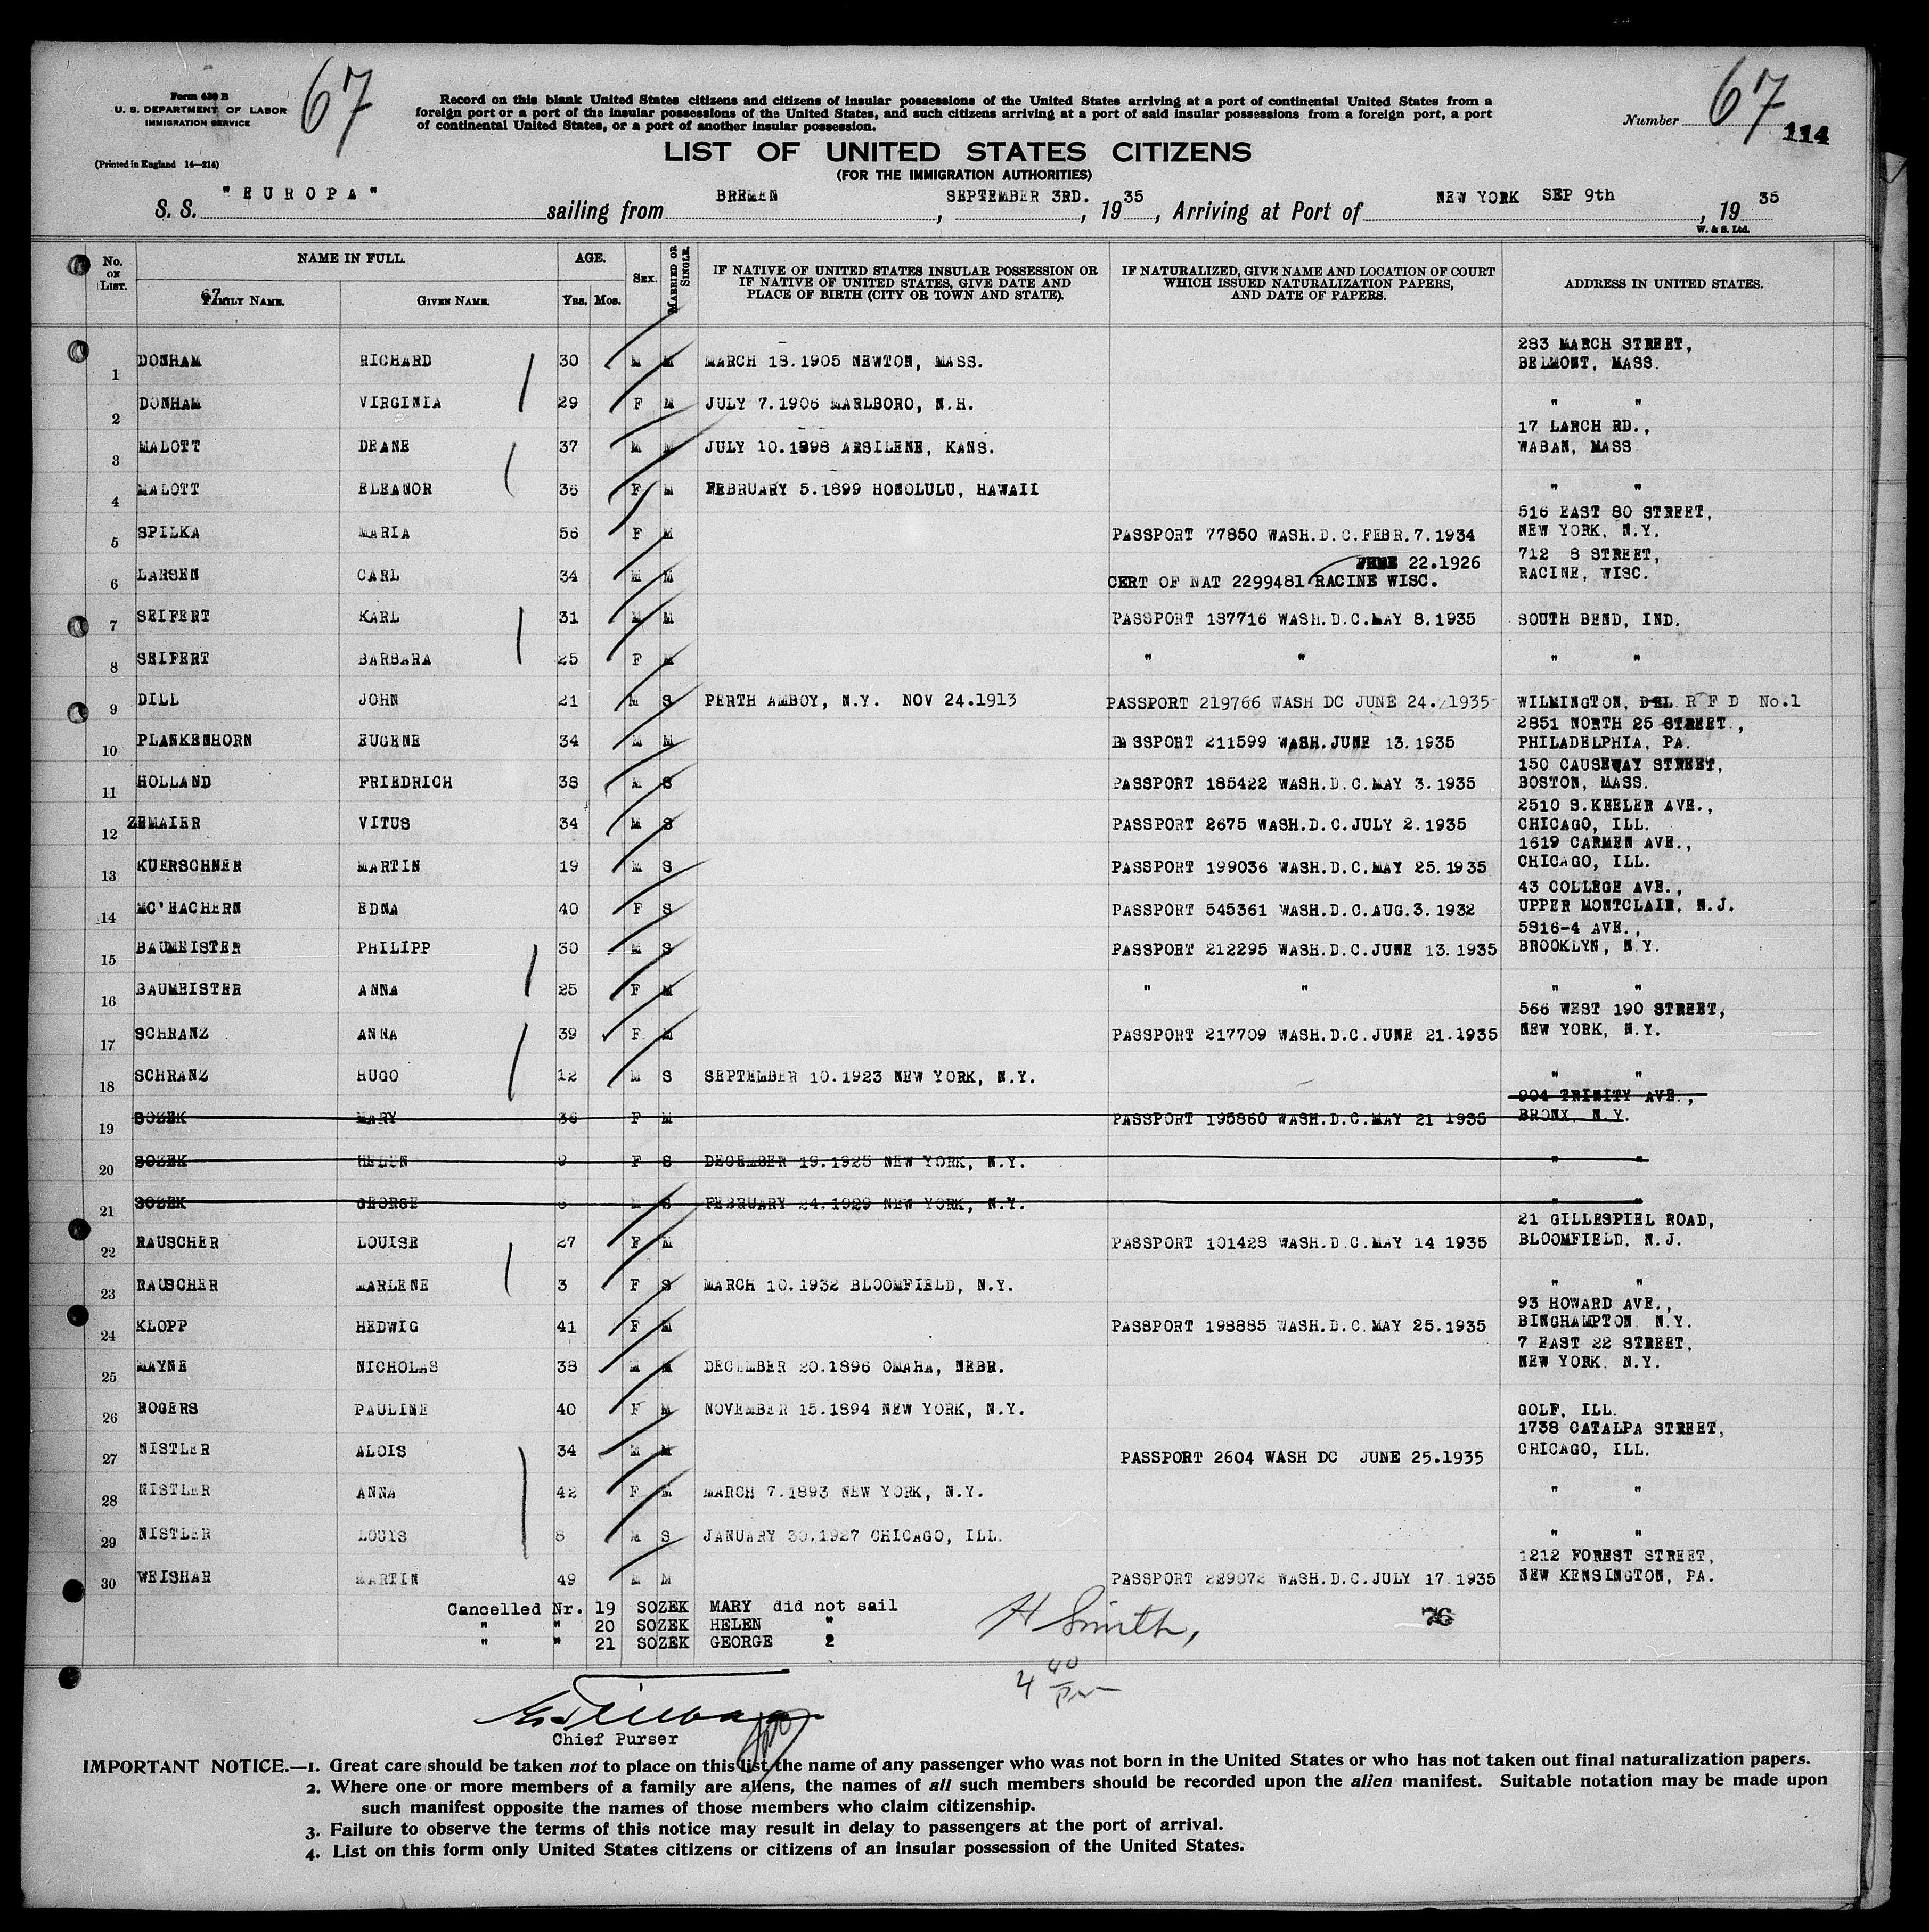 67
67
Form 630 B
U. S. DEPARTMENT OF LABOR
IMMIGRATION SERVICE
(Printed in England 14—214)
Record on this blank United States citizens and citizens of insular possessions of the United States arriving at a port of continental United States from a
foreign port or a port of the insular possessions of the United States, and such citizens arriving at a port of said insular possessions from a foreign port, a port
of continental United States, or a port of another insular possession.
Number 114
LIST OF UNITED STATES CITIZENS
(FOR THE IMMIGRATION AUTHORITIES)
S. S. "EUROPA" sailing from BREMEN, SEPTEMBER 3RD., 1935, Arriving at Port of NEW YORK SEP 9th, 1935
W. & S. Ltd.
No. ON LIST. NAME IN FULL. AGE. SEX. MARRIED OR SINGLE. IF NATIVE OF UNITED STATES INSULAR POSSESSION OR IF NATIVE OF UNITED STATES, GIVE DATE AND PLACE OF BIRTH (CITY OR TOWN AND STATE). IF NATURALIZED, GIVE NAME AND LOCATION OF COURT WHICH ISSUED NATURALIZATION PAPERS, AND DATE OF PAPERS. ADDRESS IN UNITED STATES.
67
FAMILY NAME. GIVEN NAME. YRS. MOS.
1 DONHAM RICHARD 30 M M MARCH 18.1905 NEWTON, MASS. 283 MARCH STREET, BELMONT, MASS.
2 DONHAM VIRGINIA 29 F M JULY 7.1906 MARLBORO, N.H. " "
3 MALOTT DEANE 37 M M JULY 10.1898 ABSILENE, KANS. 17 LARCH RD., WABAN, MASS
4 MALOTT ELEANOR 36 F M FEBRUARY 5.1899 HONOLULU, HAWAII " "
5 SPILKA MARIA 56 F M PASSPORT 77850 WASH.D.C.FEBR.7.1934 516 EAST 80 STREET, NEW YORK, N.Y.
6 LARSEN CARL 34 M M JUNE 22.1926 CERT OF NAT 2299481 RACINE WISC. 712 8 STREET, RACINE, WISC.
7 SEIFERT KARL 31 M M PASSPORT 187716 WASH.D.C.MAY 8.1935 SOUTH BEND, IND.
8 SEIFERT BARBARA 25 F M " " " "
9 DILL JOHN 21 M S PERTH AMBOY, N.Y. NOV 24.1913 PASSPORT 219766 WASH DC JUNE 24.1935 WILMINGTON, DEL R F D No.1
10 PLANKENHORN EUGENE 34 M M PASSPORT 211599 WASH.JUNE 13.1935 2851 NORTH 25 STREET., PHILADELPHIA, PA.
11 HOLLAND FRIEDRICH 38 M S PASSPORT 185422 WASH.D.C.MAY 3.1935 150 CAUSEWAY STREET, BOSTON, MASS.
12 ZEMAIER VITUS 34 M S PASSPORT 2675 WASH.D.C.JULY 2.1935 2510 S.KEELER AVE., CHICAGO, ILL.
13 KUERSCHNER MARTIN 19 M S PASSPORT 199036 WASH.D.C.MAY 25.1935 1619 CARMEN AVE., CHICAGO, ILL.
14 MC'HACHERN EDNA 40 F S PASSPORT 545361 WASH.D.C.AUG.3.1932 43 COLLEGE AVE., UPPER MONTCLAIR, N.J.
15 BAUMEISTER PHILIPP 30 M S PASSPORT 212295 WASH.D.C.JUNE 13.1935 5816-4 AVE., BROOKLYN, N.Y.
16 BAUMEISTER ANNA 25 F M " " " "
17 SCHRANZ ANNA 39 F M PASSPORT 217709 WASH.D.C.JUNE 21.1935 566 WEST 190 STREET, NEW YORK, N.Y.
18 SCHRANZ HUGO 12 M S SEPTEMBER 10.1923 NEW YORK, N.Y. " "
19 SOZEK MARY 36 F M PASSPORT 195860 WASH.D.C.MAY 21 1935 904 TRINITY AVE., BRONX, N.Y.
20 SOZEK HELEN 9 F S DECEMBER 19.1925 NEW YORK, N.Y. " "
21 SOZEK GEORGE M S FEBRUARY 24.1929 NEW YORK, N.Y. " "
22 RAUSCHER LOUISE 27 F M PASSPORT 101428 WASH.D.C.MAY 14 1935 21 GILLESPIEL ROAD, BLOOMFIELD, N.J.
23 RAUSCHER MARLENE 3 F S MARCH 10.1932 BLOOMFIELD, N.Y. " "
24 KLOPP HEDWIG 41 F M PASSPORT 198885 WASH.D.C.MAY 25.1935 93 HOWARD AVE., BINGHAMPTON N.Y.
25 MAYNE NICHOLAS 38 M M DECEMBER 20.1896 OMAHA, NEBR. 7 EAST 22 STREET, NEW YORK, N.Y.
26 ROGERS PAULINE 40 F M NOVEMBER 15.1894 NEW YORK, N.Y. GOLF, ILL.
27 NISTLER ALOIS 34 M M PASSPORT 2604 WASH DC JUNE 25.1935 1738 CATALPA STREET, CHICAGO, ILL.
28 NISTLER ANNA 42 F M MARCH 7.1893 NEW YORK, N.Y. " "
29 NISTLER LOUIS 8 M S JANUARY 30.1927 CHICAGO, ILL. " "
30 WEISHAR MARTIN 49 M M PASSPORT 229072 WASH.D.C.JULY 17.1935 1212 FOREST STREET, NEW KENSINGTON, PA.
Cancelled Nr. 19 SOZEK MARY did not sail
" " 20 SOZEK HELEN "
" " 21 SOZEK GEORGE 2
H Smith,
76
4 40 PM
Chief Purser
IMPORTANT NOTICE.—1. Great care should be taken not to place on this list the name of any passenger who was not born in the United States or who has not taken out final naturalization papers.
2. Where one or more members of a family are aliens, the names of all such members should be recorded upon the alien manifest. Suitable notation may be made upon
such manifest opposite the names of those members who claim citizenship.
3. Failure to observe the terms of this notice may result in delay to passengers at the port of arrival.
4. List on this form only United States citizens or citizens of an insular possession of the United States.